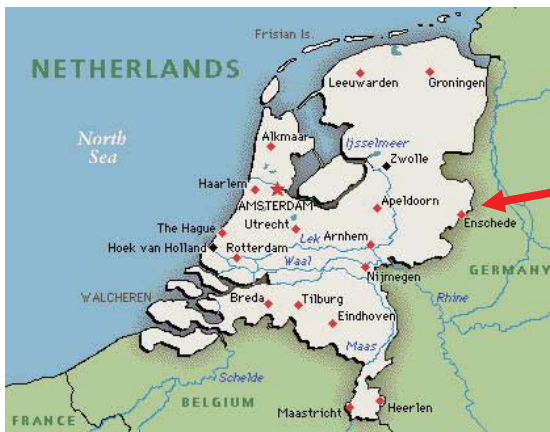 Frisian Is.
NETHERLANDS
Leeuwarden
Groningen
North
Sea
Alkmaar
Ijsselmeer
Zwolle
Haarlem
AMSTERDAM
Apeldoorn
Enschede
The Hague
Utrecht
Lek
Arnhem
Hoek van Holland
Rotterdam
Waal
Nijmegen
GERMANY
WALCHEREN
Breda
Tilburg
Rhine
Eindhoven
Maas
Schelde
BELGIUM
FRANCE
Maastricht
Heerlen